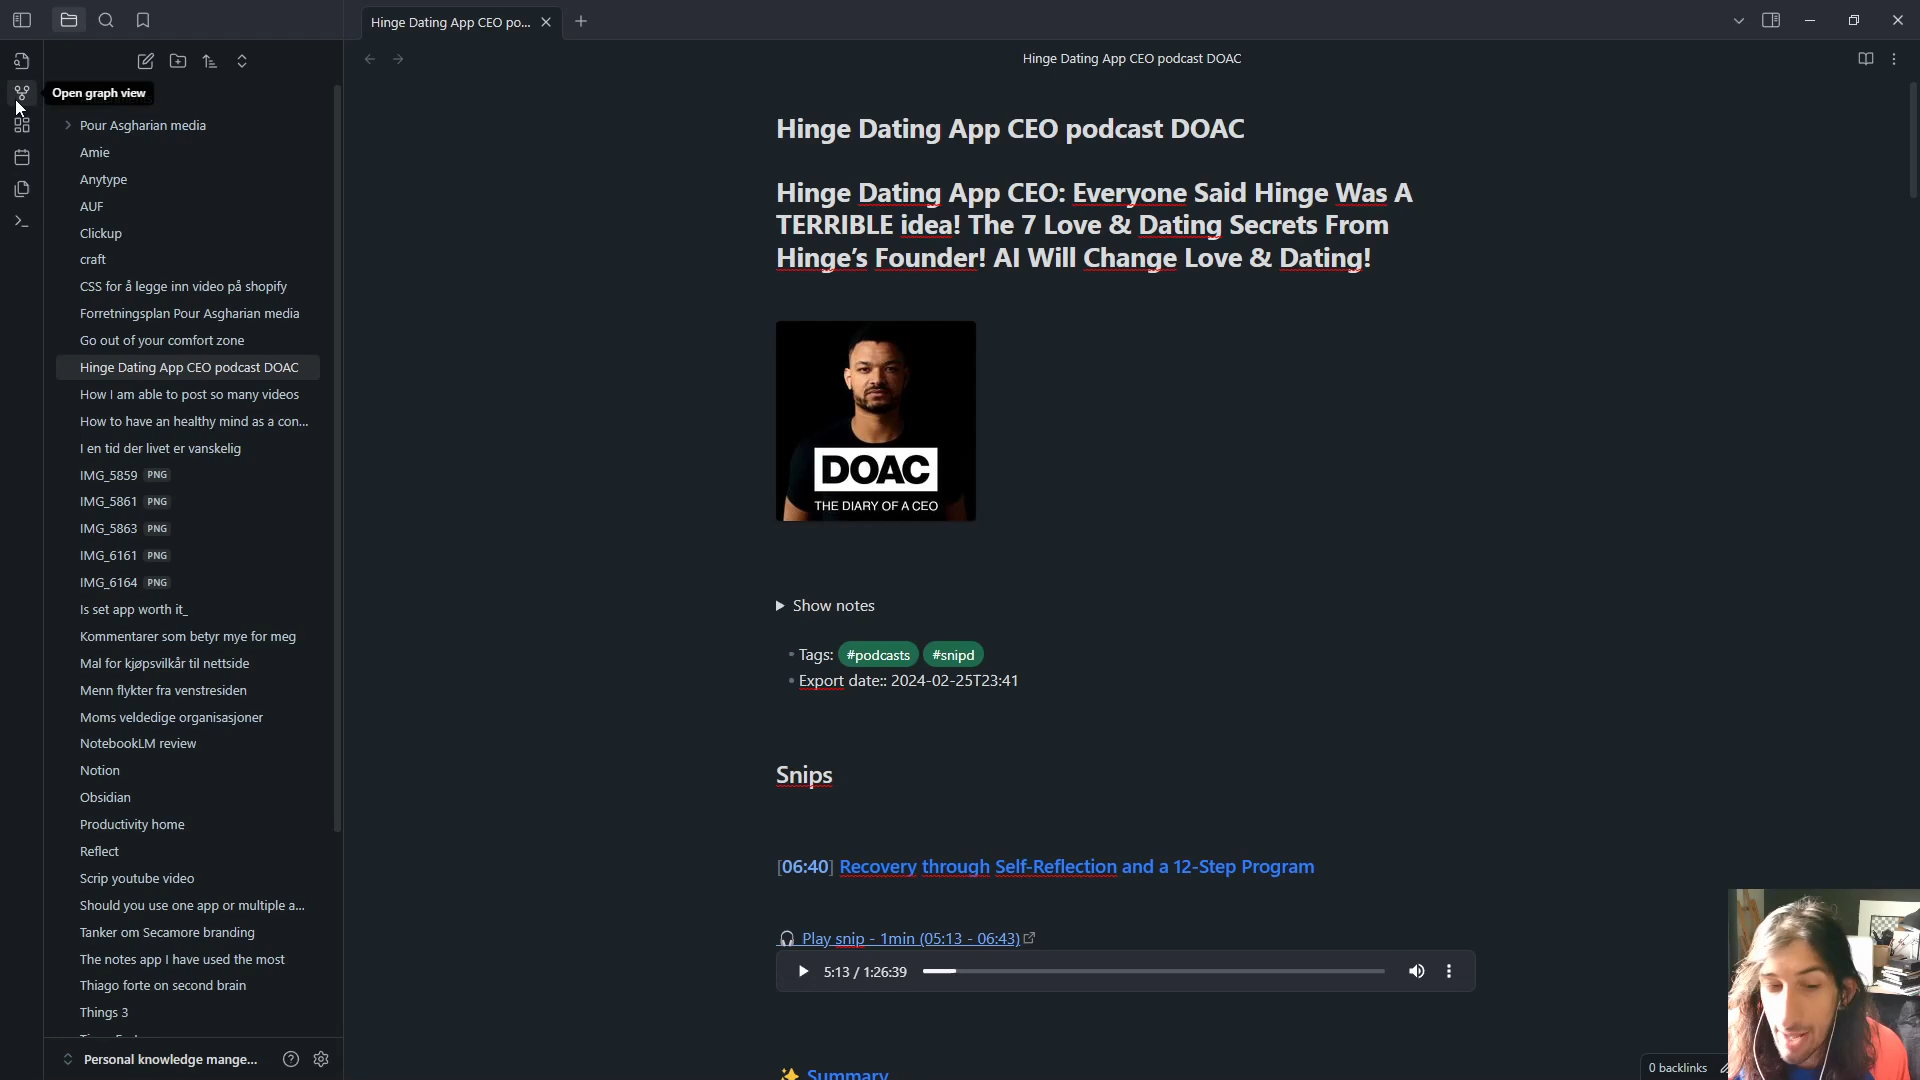 Hinge Dating App CEO po...
Open graph view
Pour Asgharian media
Amie
Anytype
AUF
Clickup
craft
CSS for å legge inn video på shopify
Forretningsplan Pour Asgharian media
Go out of your comfort zone
Hinge Dating App CEO podcast DOAC
How I am able to post so many videos
How to have an healthy mind as a con...
I en tid der livet er vanskelig
IMG_5859 PNG
IMG_5861 PNG
IMG_5863 PNG
IMG_6161 PNG
IMG_6164 PNG
Is set app worth it_
Kommentarer som betyr mye for meg
Mal for kjøpsvilkår til nettside
Menn flykter fra venstresiden
Moms veldedige organisasjoner
NotebookLM review
Notion
Obsidian
Productivity home
Reflect
Scrip youtube video
Should you use one app or multiple a...
Tanker om Secamore branding
The notes app I have used the most
Thiago forte on second brain
Things 3
Personal knowledge mange...
Hinge Dating App CEO podcast DOAC
Hinge Dating App CEO podcast DOAC
Hinge Dating App CEO: Everyone Said Hinge Was A
TERRIBLE idea! The 7 Love & Dating Secrets From
Hinge’s Founder! AI Will Change Love & Dating!
DOAC
THE DIARY OF A CEO
Show notes
Tags: #podcasts #snipd
Export date:: 2024-02-25T23:41
Snips
[06:40] Recovery through Self-Reflection and a 12-Step Program
Play snip - 1min (05:13 - 06:43)
5:13 / 1:26:39
Summary
0 backlinks